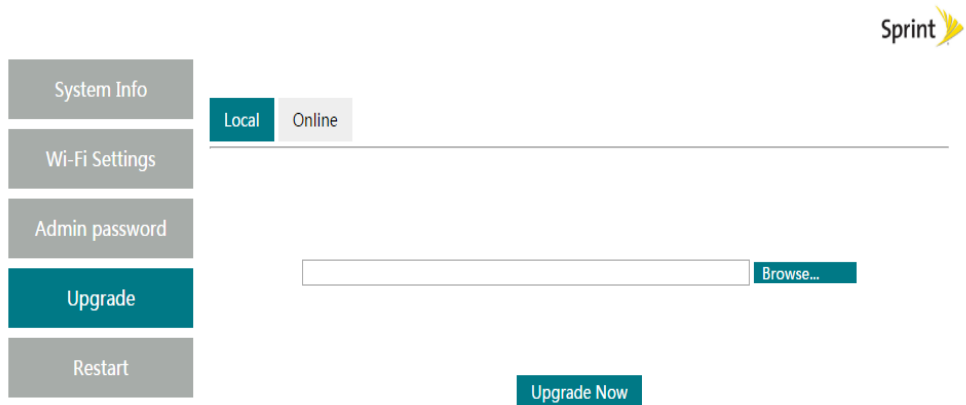 Sprint
System Info
Wi-Fi Settings
Admin password
Upgrade
Restart
Local Online
Browse...
Upgrade Now